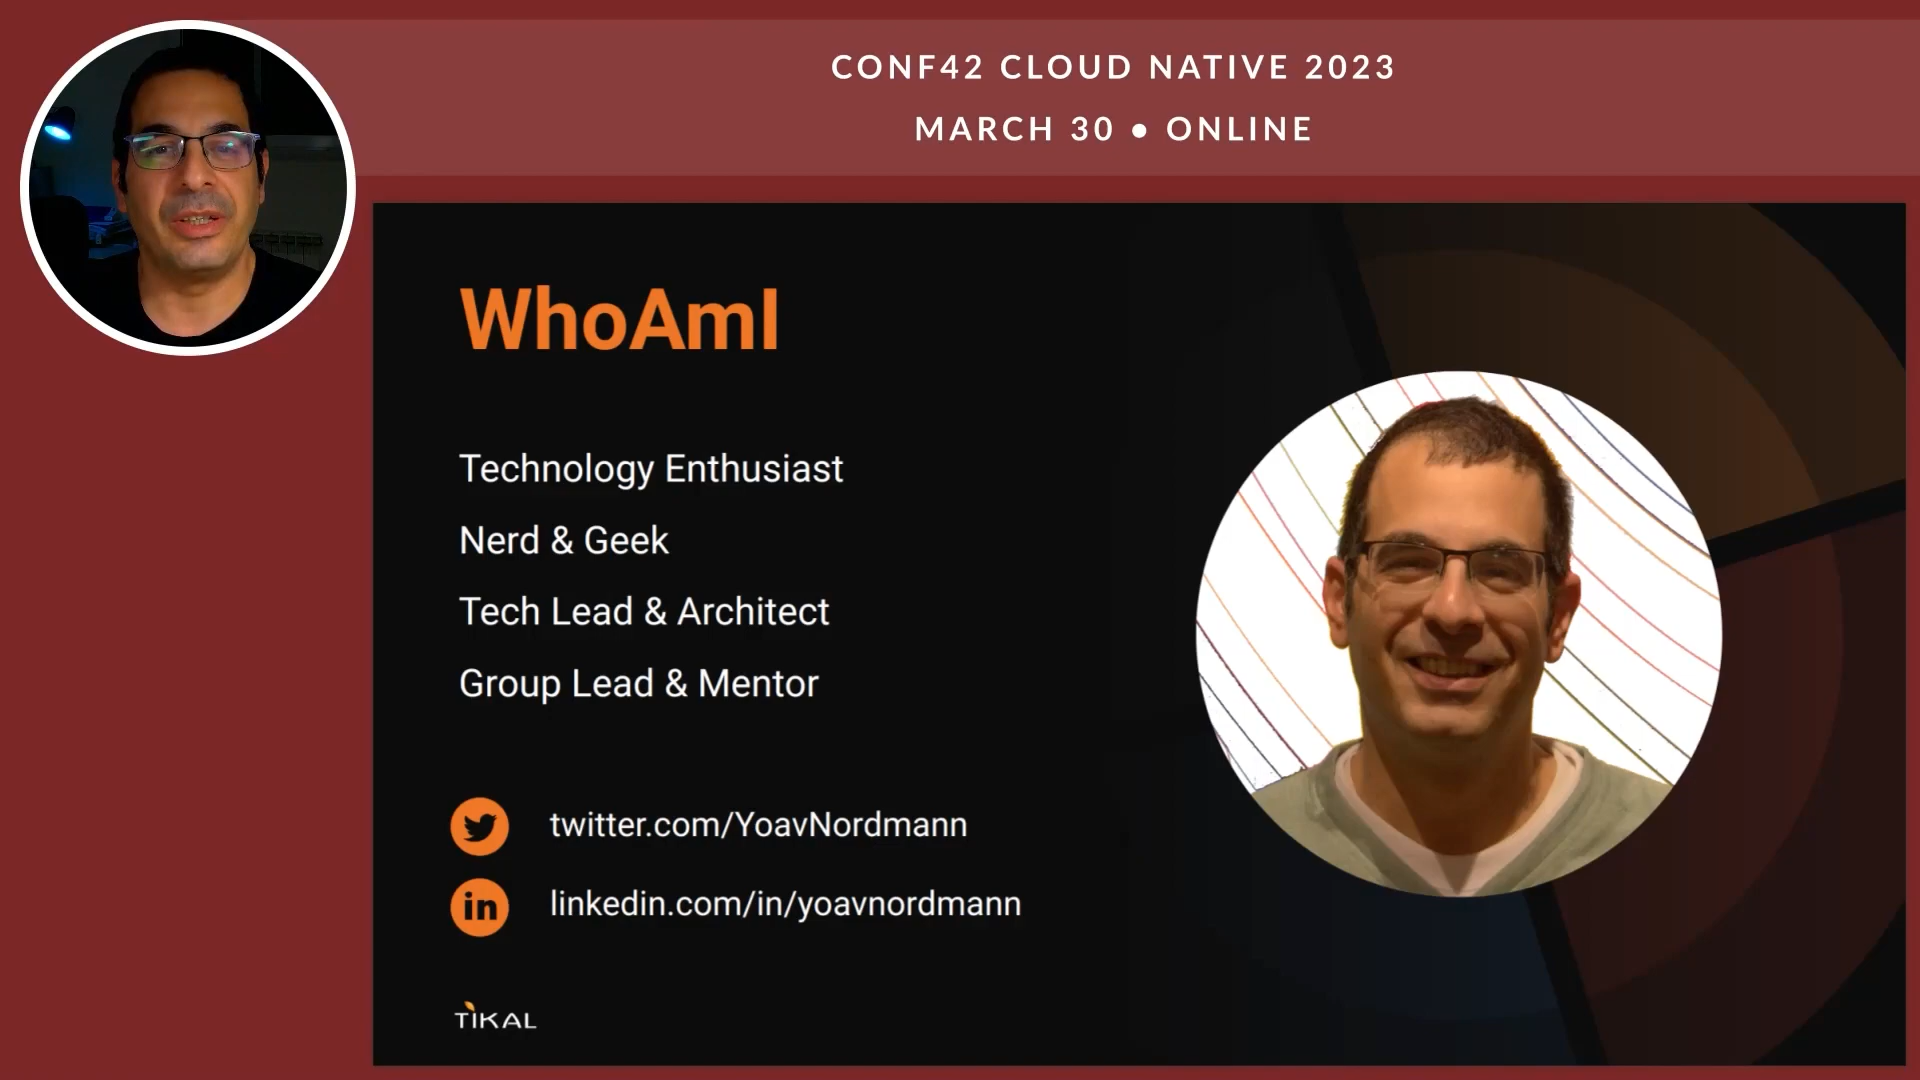 CONF42 CLOUD NATIVE 2023
MARCH 30 • ONLINE
WhoAmI
Technology Enthusiast
Nerd & Geek
Tech Lead & Architect
Group Lead & Mentor
twitter.com/YoavNordmann
in
linkedin.com/in/yoavnordmann
TIKAL